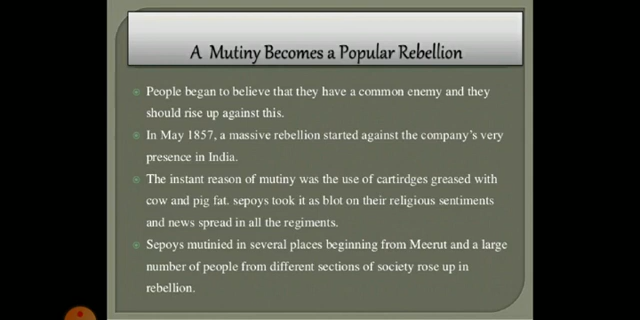 A Mutiny Becomes a Popular Rebellion
People began to believe that they have a common enemy and they
should rise up against this.
In May 1857, a massive rebellion started against the company's very
presence in India.
The instant reason of mutiny was the use of cartirdges greased with
cow and pig fat. sepoys took it as blot on their religious sentiments
and news spread in all the regiments.
Sepoys mutinied in several places beginning from Meerut and a large
number of people from different sections of society rose up in
rebellion.